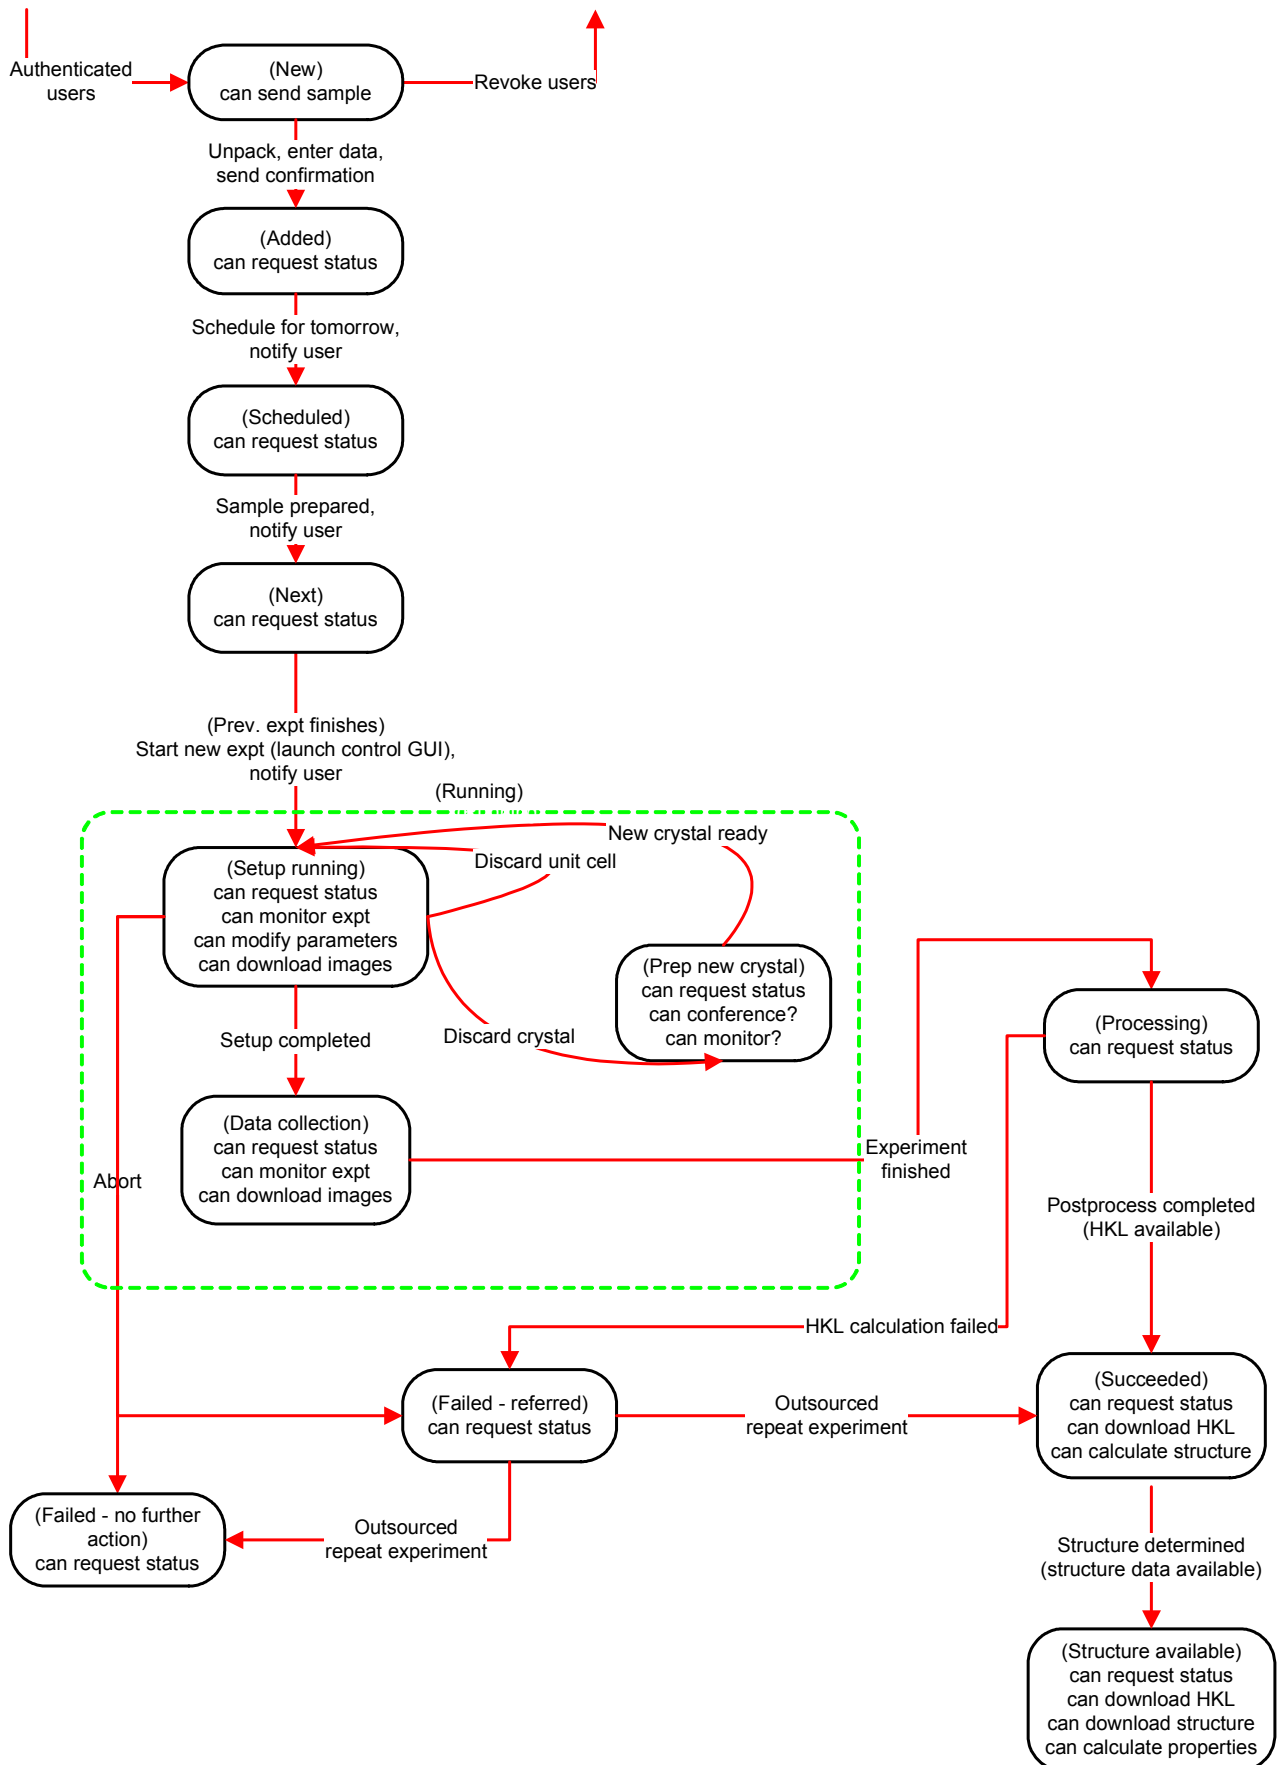 Authenticated
users
(New)
can send sample
Revoke users
Unpack, enter data,
send confirmation
(Added)
can request status
Schedule for tomorrow,
notify user
(Scheduled)
can request status
Sample prepared,
notify user
(Next)
can request status
(Prev. expt finishes)
Start new expt (launch control GUI),
notify user
(Running)
New crystal ready
Discard unit cell
(Setup running)
can request status
can monitor expt
can modify parameters
can download images
(Prep new crystal)
can request status
can conference?
can monitor?
(Processing)
can request status
Setup completed
Discard crystal
(Data collection)
can request status
can monitor expt
can download images
Experiment
finished
Abort
Postprocess completed
(HKL available)
HKL calculation failed
(Failed - referred)
can request status
Outsourced
repeat experiment
(Succeeded)
can request status
can download HKL
can calculate structure
(Failed - no further
action)
can request status
Outsourced
repeat experiment
Structure determined
(structure data available)
(Structure available)
can request status
can download HKL
can download structure
can calculate properties